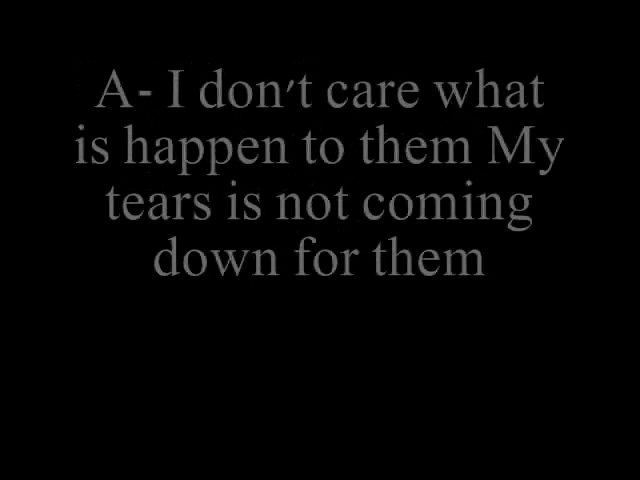 A- I don't care what
is happen to them My
tears is not coming
down for them